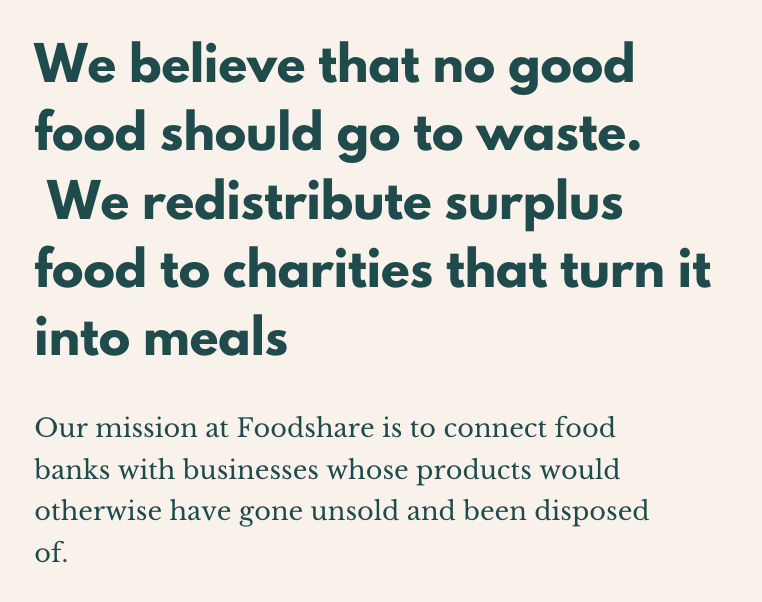 We believe that no good
food should go to waste.
We redistribute surplus
food to charities that turn it
into meals
Our mission at Foodshare is to connect food
banks with businesses whose products would
otherwise have gone unsold and been disposed
of.